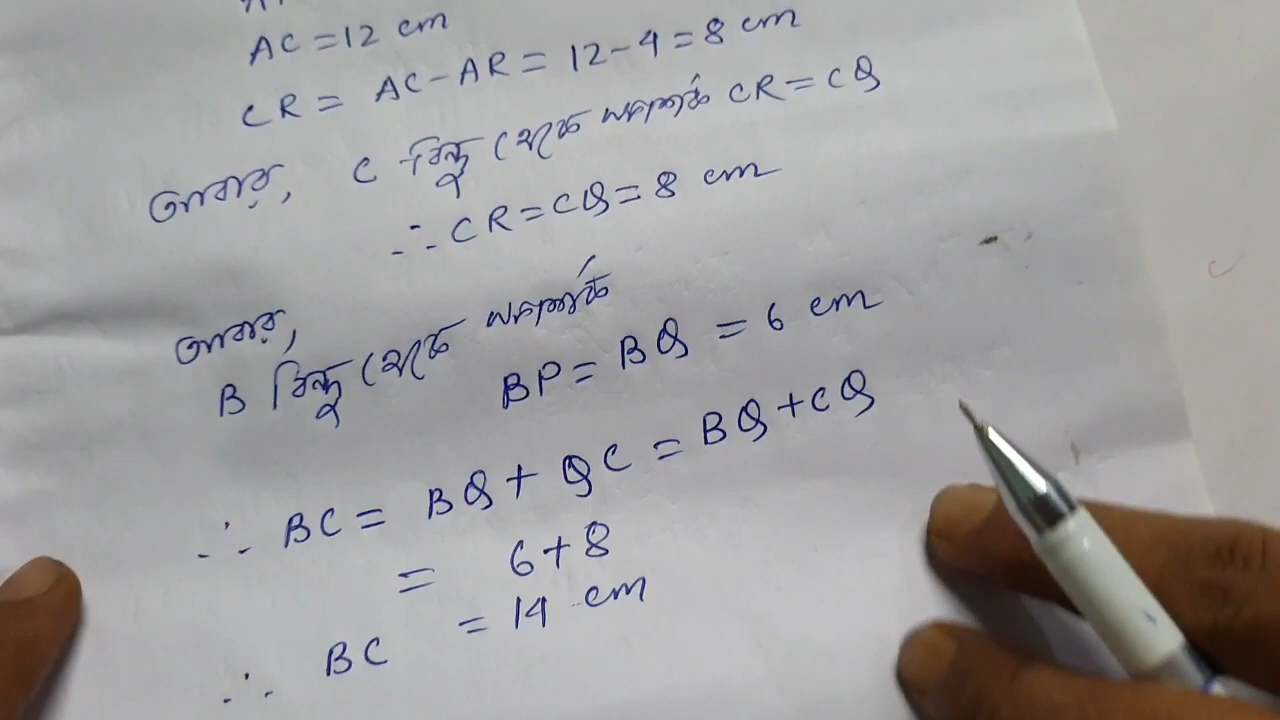 AC = 12 cm
CR = AC - AR = 12 - 4 = 8 cm
আবার, C বিন্দু থেকে স্পর্শক CR = CQ
∴ CR = CQ = 8 cm
আবার,
B বিন্দু থেকে স্পর্শক
BP = BQ = 6 cm
∴ BC = BQ + QC = BQ + CQ
= 6 + 8
= 14 cm
∴ BC